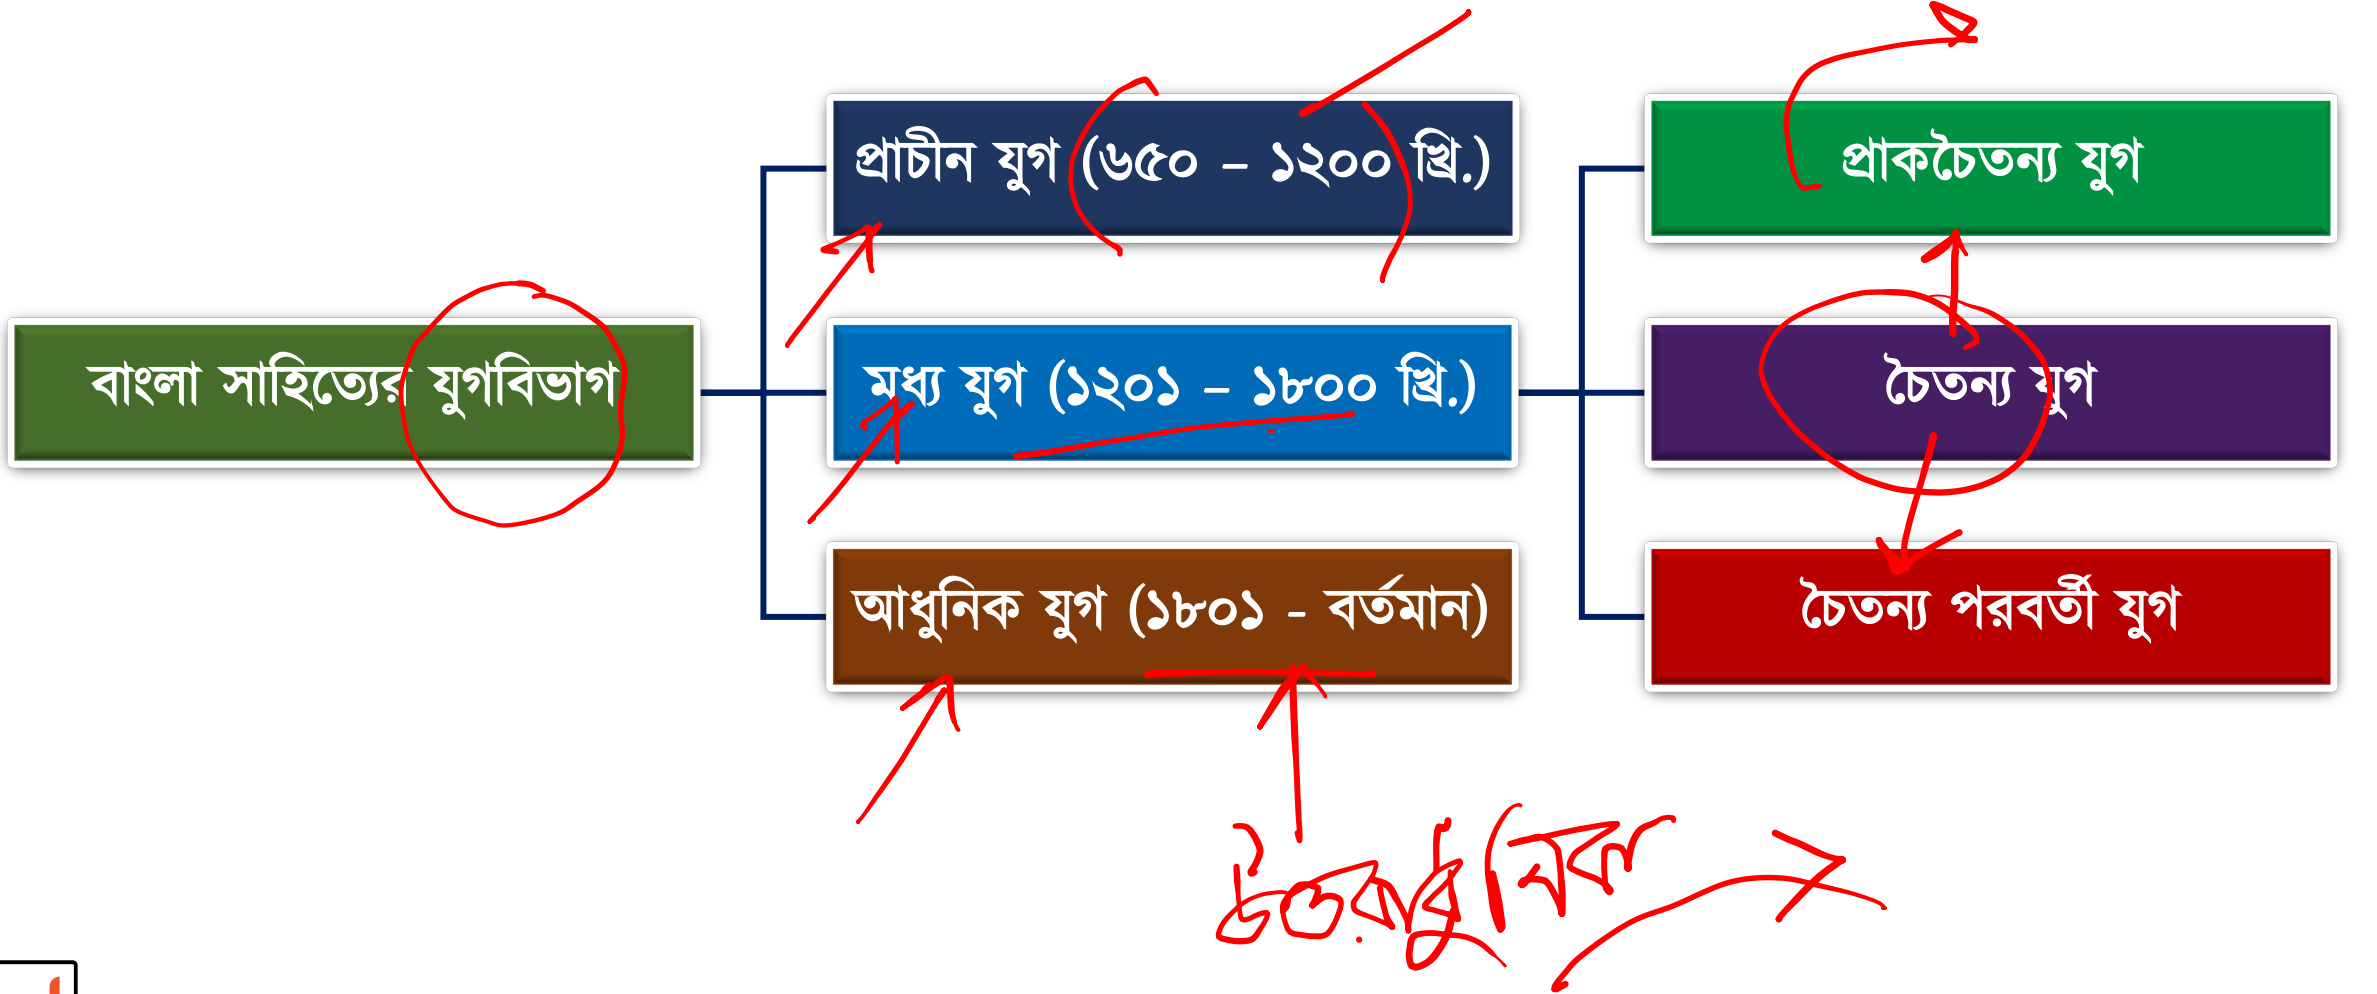 বাংলা সাহিত্যের যুগবিভাগ
প্রাচীন যুগ (৬৫০ – ১২০০ খ্রি.)
মধ্য যুগ (১২০১ – ১৮০০ খ্রি.)
আধুনিক যুগ (১৮০১ - বর্তমান)
প্রাকচৈতন্য যুগ
চৈতন্য যুগ
চৈতন্য পরবর্তী যুগ
উত্তরাধুনিক